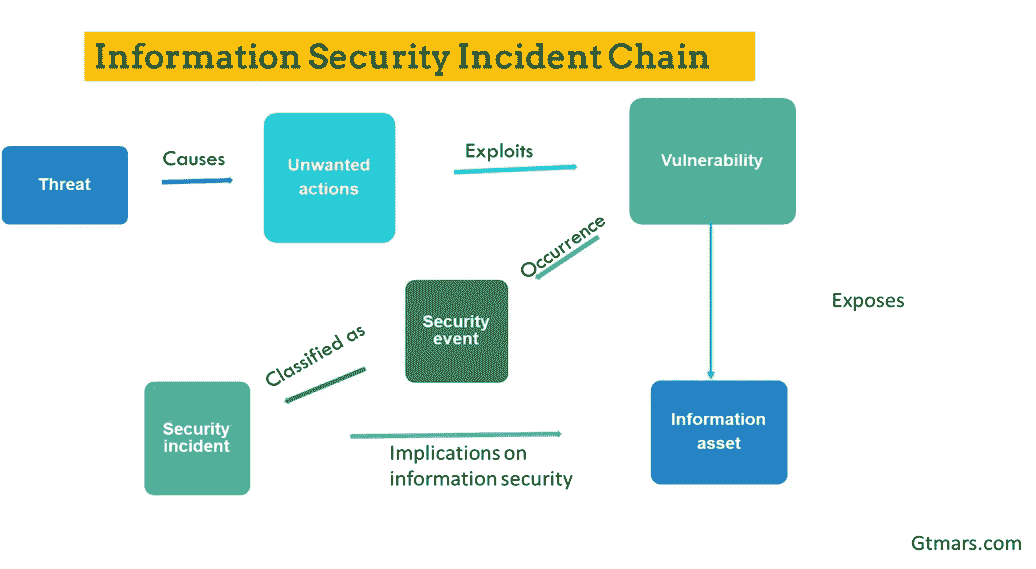 Information Security Incident Chain
Threat
Causes
Unwanted
actions
Exploits
Vulnerability
Occurrence
Exposes
Security
event
Classified as
Security
incident
Implications on
information security
Information
asset
Gtmars.com